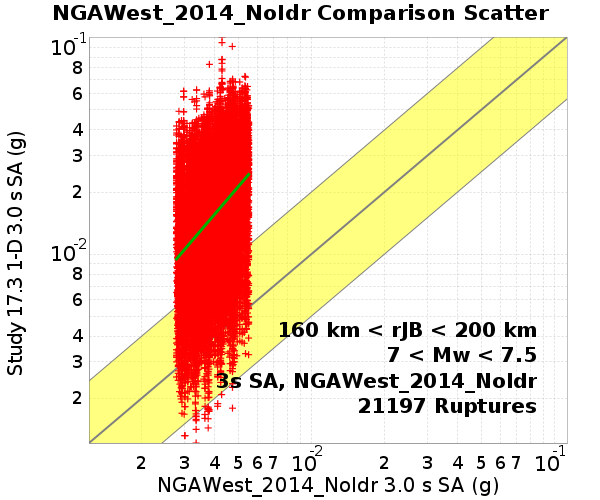 NGAWest_2014_NoIdr Comparison Scatter
10-1
8
6
4
3
2
10-2
8
6
4
3
2
Study 17.3 1-D 3.0 s SA (g)
160 km < rJB < 200 km
7 < Mw < 7.5
3s SA, NGAWest_2014_NoIdr
21197 Ruptures
2 3 4 5 6 7 10-2 2 3 4 5 6 7 10-1
NGAWest_2014_NoIdr 3.0 s SA (g)